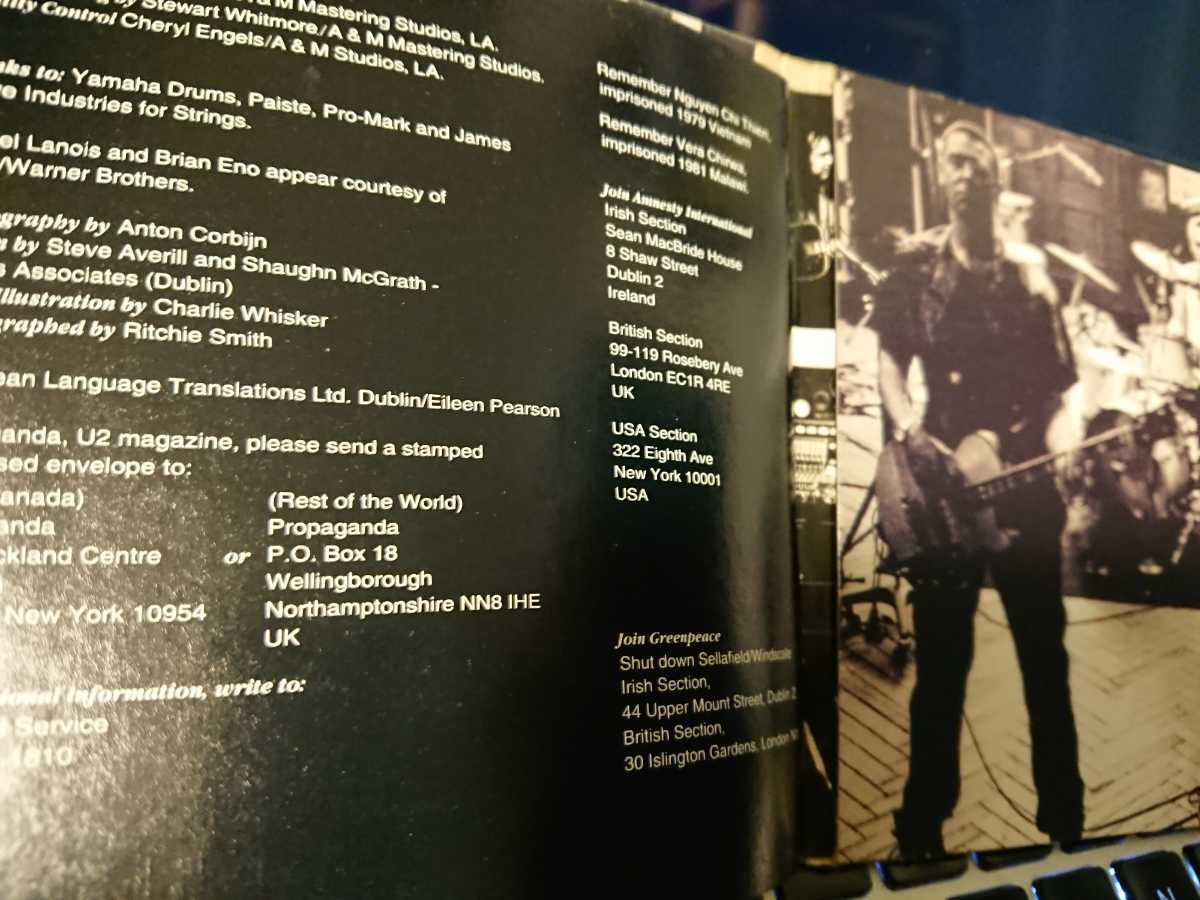 & M Mastering Studios, LA.
by Stewart Whitmore/A & M Mastering Studios.
Control Cheryl Engels/A & M Studios, LA.
to: Yamaha Drums, Paiste, Pro-Mark and James
Industries for Strings.
Lanois and Brian Eno appear courtesy of
/Warner Brothers.
by Anton Corbijn
by Steve Averill and Shaughn McGrath -
Associates (Dublin)
by Charlie Whisker
by Ritchie Smith
Language Translations Ltd. Dublin/Eileen Pearson
U2 magazine, please send a stamped
envelope to:
(Rest of the World)
Propaganda
Centre or P.O. Box 18
Wellingborough
New York 10954 Northamptonshire NN8 IHE
UK
information, write to:
Service
1810
Remember Nguyen Chi Thien,
imprisoned 1979 Vietnam
Remember Vera Chirwa,
imprisoned 1981 Malawi.
Join Amnesty International
Irish Section
Sean MacBride House
8 Shaw Street
Dublin 2
Ireland
British Section
99-119 Rosebery Ave
London EC1R 4RE
UK
USA Section
322 Eighth Ave
New York 10001
USA
Join Greenpeace
Shut down Sellafield/Windscale
Irish Section,
44 Upper Mount Street, Dublin 2
British Section,
30 Islington Gardens, London
N